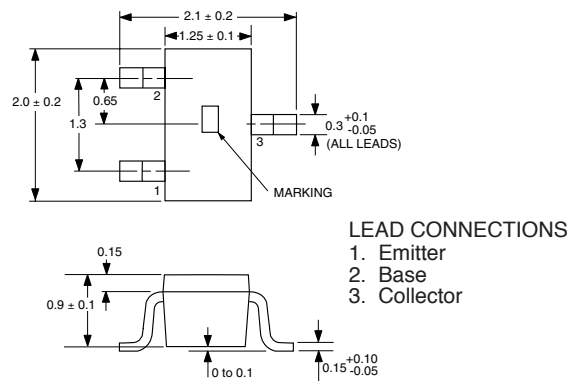 2.1 ± 0.2
1.25 ± 0.1
2
2.0 ± 0.2
0.65
1.3
0.3 +0.1 -0.05
3
(ALL LEADS)
1
MARKING
LEAD CONNECTIONS
1. Emitter
2. Base
3. Collector
0.15
0.9 ± 0.1
0 to 0.1
0.15 +0.10 -0.05